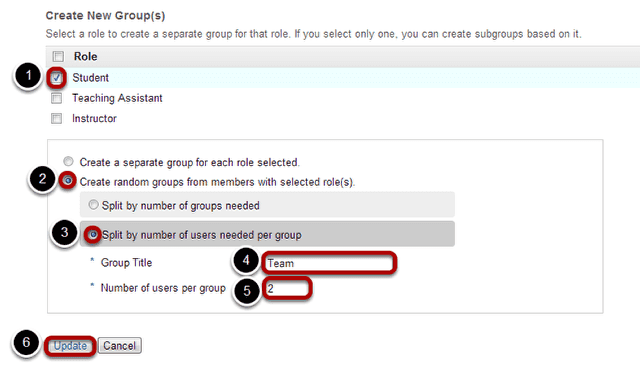 Create New Group(s)
Select a role to create a separate group for that role. If you select only one, you can create subgroups based on it.
Role
1 Student
Teaching Assistant
Instructor
Create a separate group for each role selected.
2 Create random groups from members with selected role(s).
Split by number of groups needed
3 Split by number of users needed per group
* Group Title 4 Team
* Number of users per group 5 2
6 Update Cancel